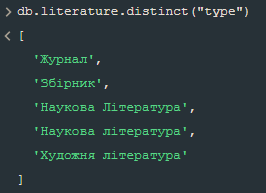 > db.literature.distinct("type")
< [
'Журнал',
'Збірник',
'Наукова Література',
'Наукова література',
'Художня література'
]